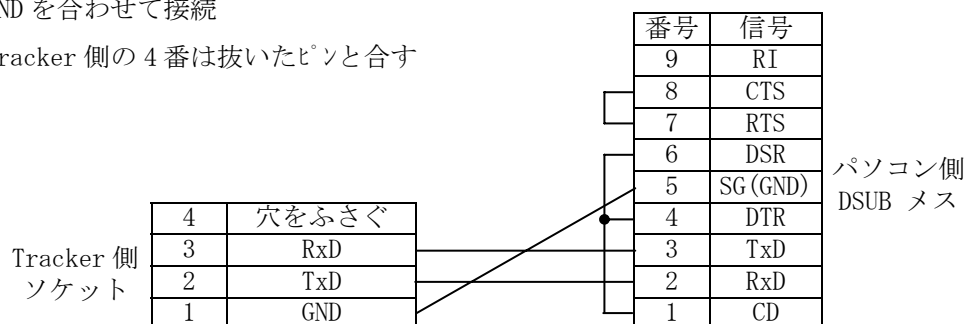 ND を合わせて接続
racker 側の 4 番は抜いたﾋﾟﾝと合す
番号 信号
9 RI
8 CTS
7 RTS
6 DSR
5 SG(GND)
4 DTR
3 TxD
2 RxD
1 CD
パソコン側
DSUB メス
4 穴をふさぐ
3 RxD
2 TxD
1 GND
Tracker 側
ソケット